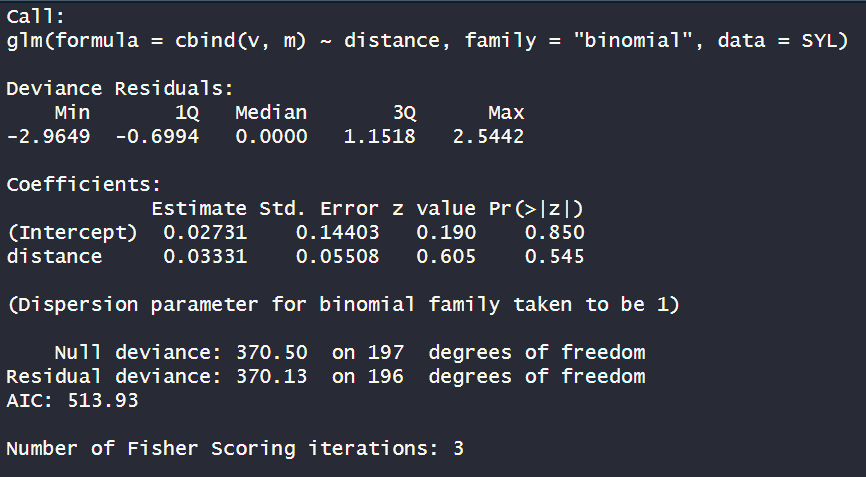 Call:
glm(formula = cbind(v, m) ~ distance, family = "binomial", data = SYL)
Deviance Residuals:
Min 1Q Median 3Q Max
-2.9649 -0.6994 0.0000 1.1518 2.5442
Coefficients:
Estimate Std. Error z value Pr(>|z|)
(Intercept) 0.02731 0.14403 0.190 0.850
distance 0.03331 0.05508 0.605 0.545
(Dispersion parameter for binomial family taken to be 1)
Null deviance: 370.50 on 197 degrees of freedom
Residual deviance: 370.13 on 196 degrees of freedom
AIC: 513.93
Number of Fisher Scoring iterations: 3